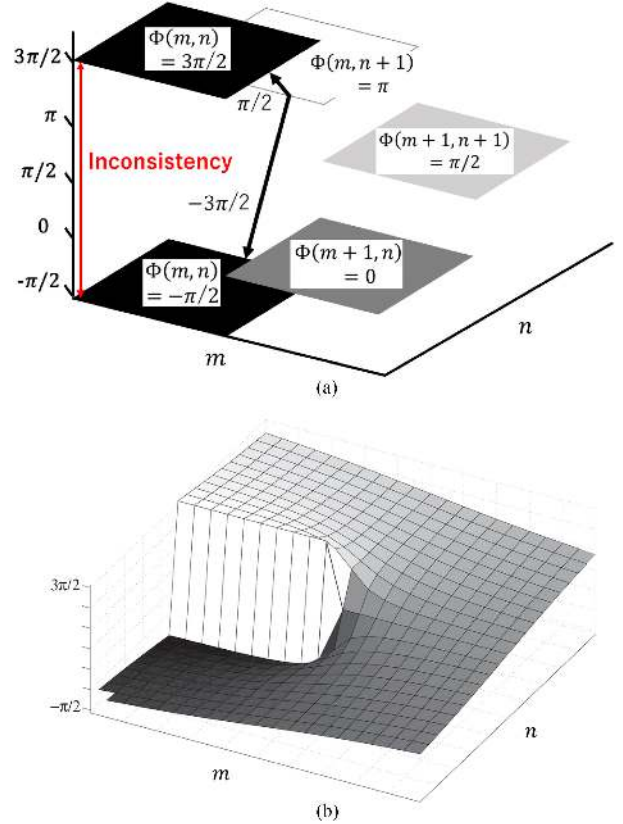 3π/2
π
π/2
0
-π/2
Φ(m, n)
= 3π/2
Φ(m, n + 1)
= π
π/2
Inconsistency
Φ(m + 1, n + 1)
= π/2
−3π/2
Φ(m, n)
= −π/2
Φ(m + 1, n)
= 0
m
n
(a)
3π/2
−π/2
m
n
(b)